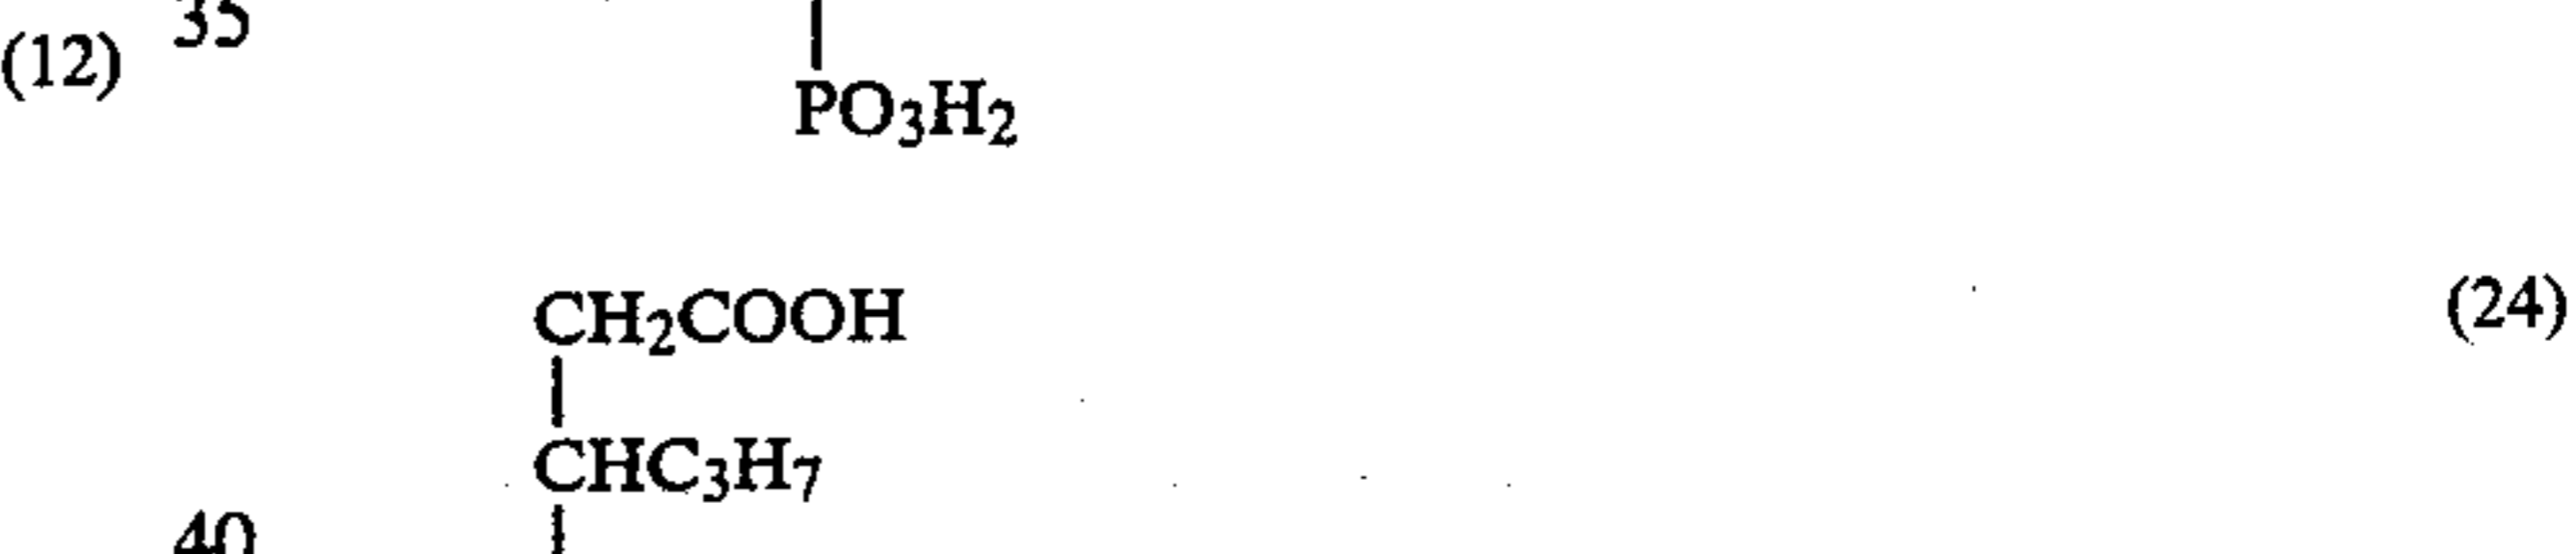 35
(12)
PO₃H₂
CH₂COOH (24)
CHC₃H₇
40